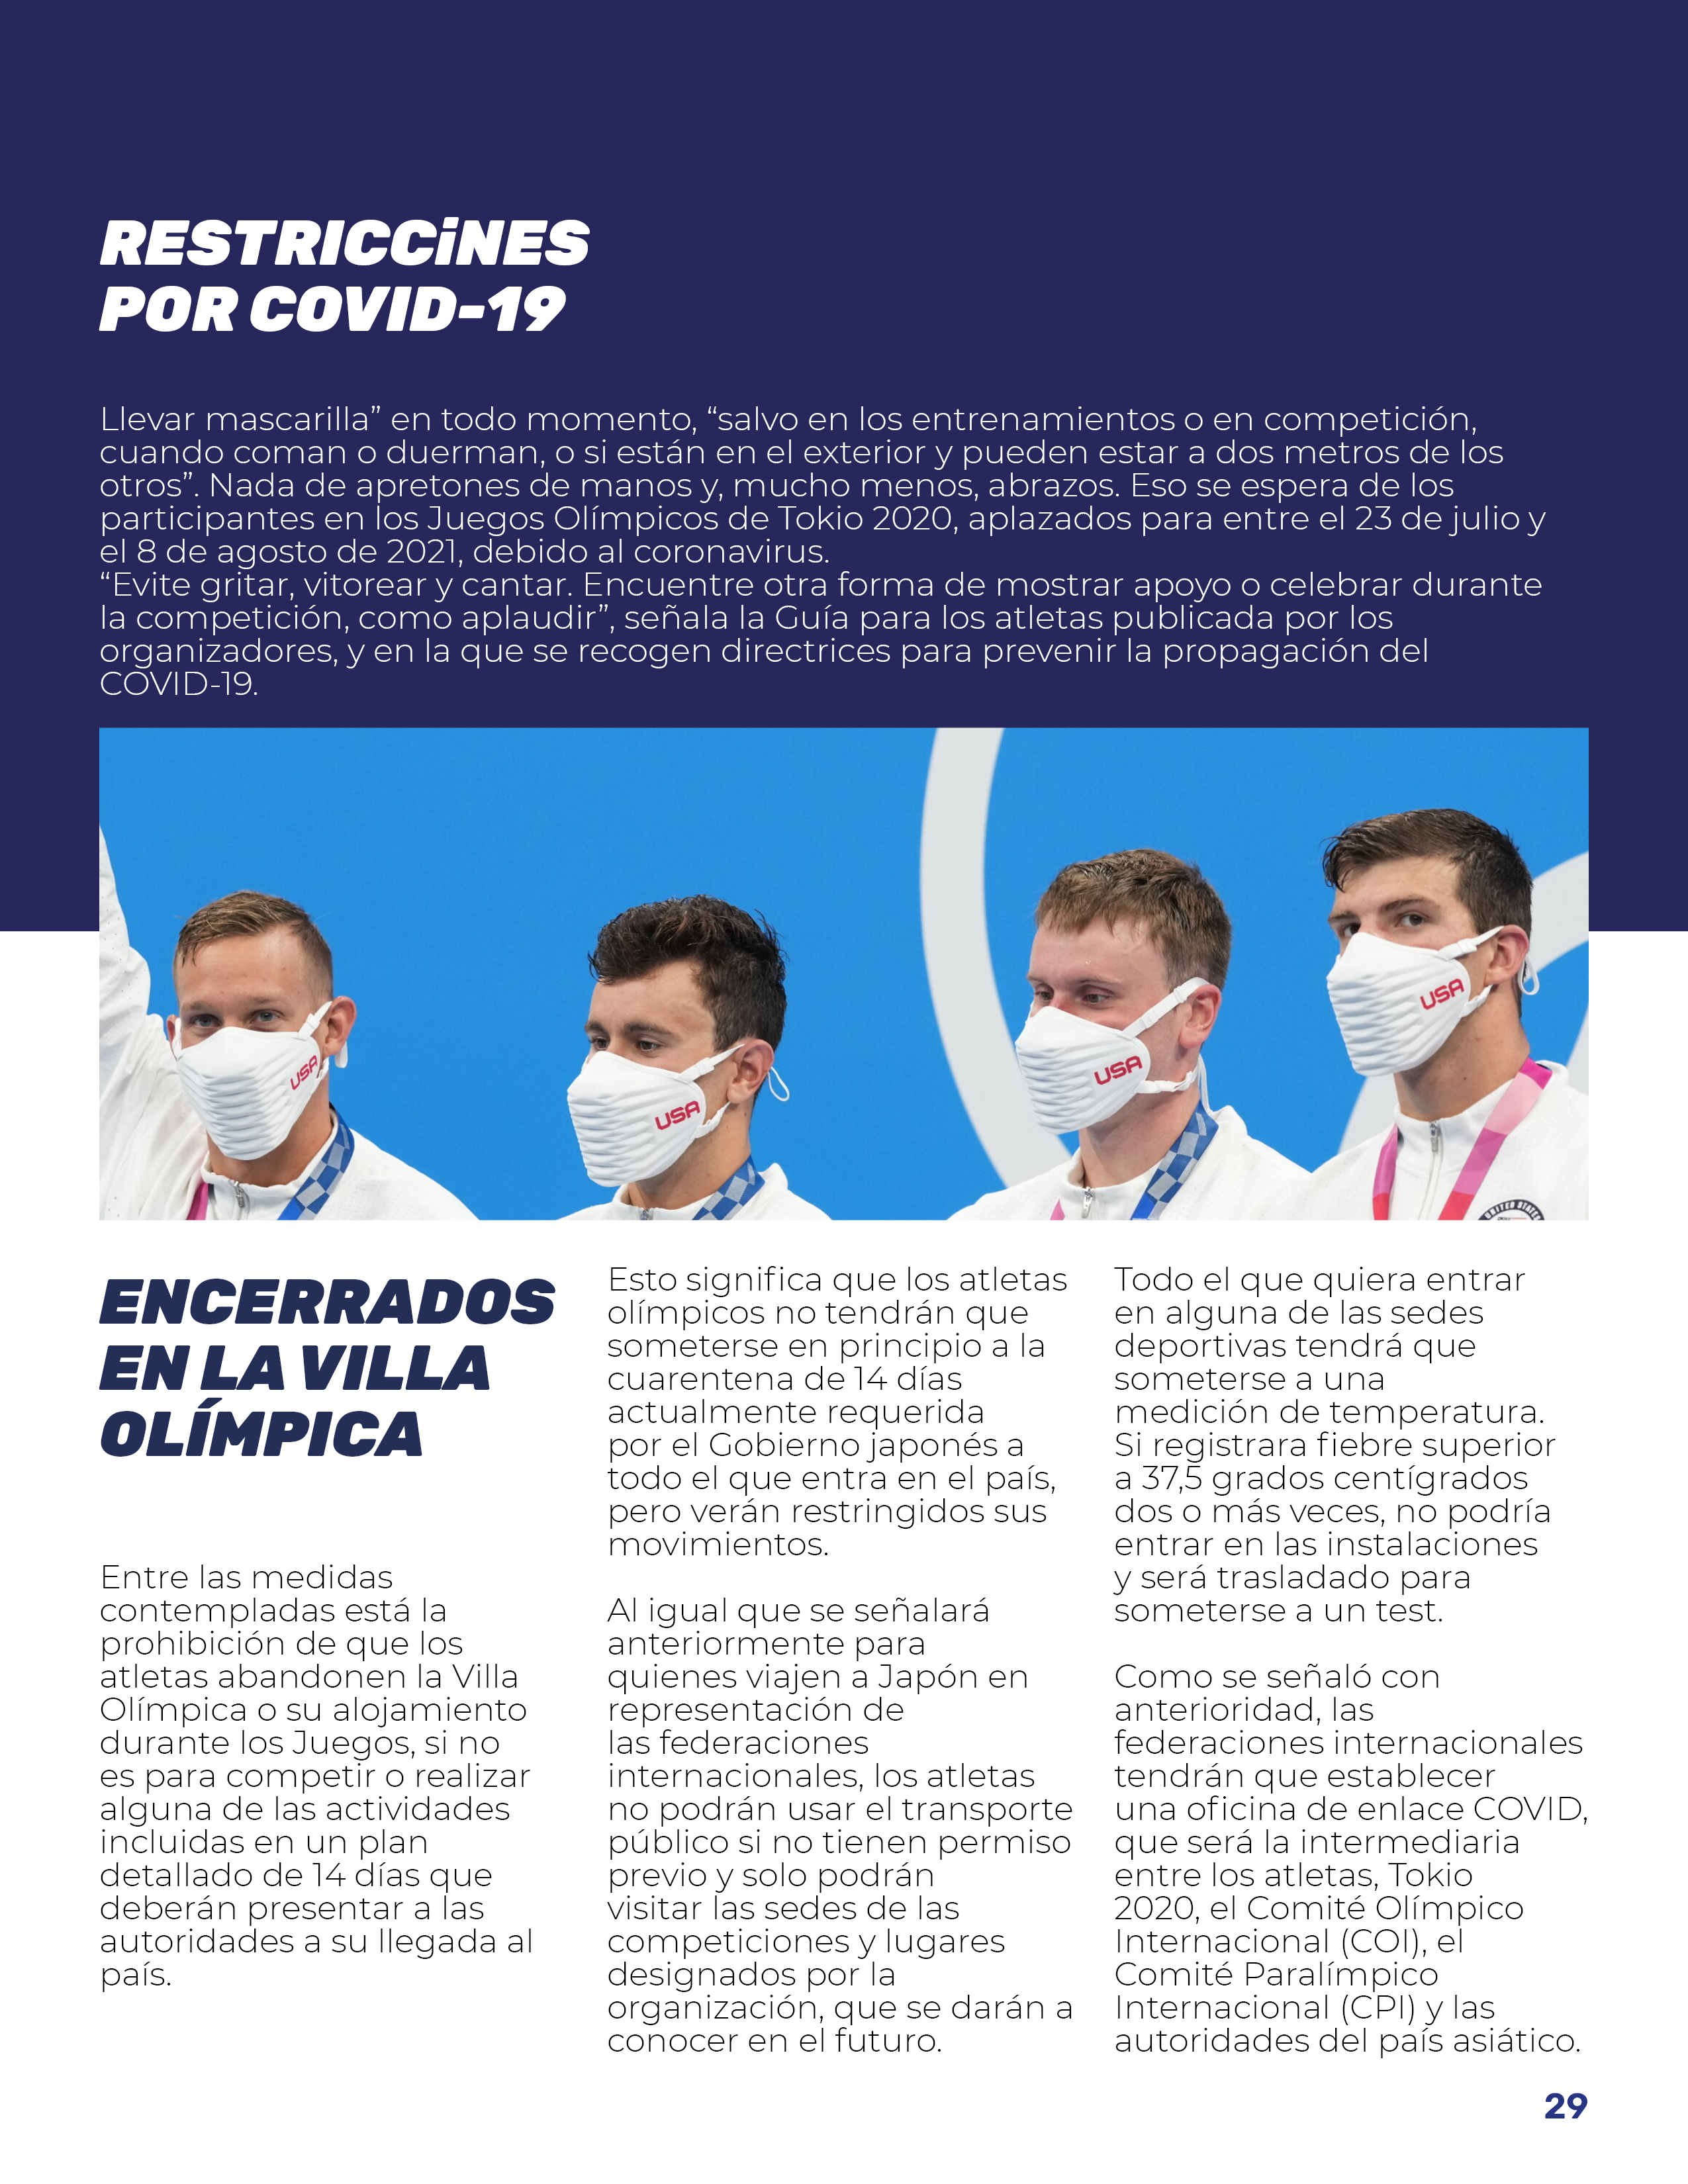 RESTRICCiNES
POR COVID-19
Llevar mascarilla” en todo momento, “salvo en los entrenamientos o en competición,
cuando coman o duerman, o si están en el exterior y pueden estar a dos metros de los
otros”. Nada de apretones de manos y, mucho menos, abrazos. Eso se espera de los
participantes en los Juegos Olímpicos de Tokio 2020, aplazados para entre el 23 de julio y
el 8 de agosto de 2021, debido al coronavirus.
“Evite gritar, vitorear y cantar. Encuentre otra forma de mostrar apoyo o celebrar durante
la competición, como aplaudir”, señala la Guía para los atletas publicada por los
organizadores, y en la que se recogen directrices para prevenir la propagación del
COVID-19.
USA
USA
USA
USA
UNITED STATES
ENCERRADOS
EN LA VILLA
OLÍMPICA
Entre las medidas
contempladas está la
prohibición de que los
atletas abandonen la Villa
Olímpica o su alojamiento
durante los Juegos, si no
es para competir o realizar
alguna de las actividades
incluidas en un plan
detallado de 14 días que
deberán presentar a las
autoridades a su llegada al
país.
Esto significa que los atletas
olímpicos no tendrán que
someterse en principio a la
cuarentena de 14 días
actualmente requerida
por el Gobierno japonés a
todo el que entra en el país,
pero verán restringidos sus
movimientos.
Al igual que se señalará
anteriormente para
quienes viajen a Japón en
representación de
las federaciones
internacionales, los atletas
no podrán usar el transporte
público si no tienen permiso
previo y solo podrán
visitar las sedes de las
competiciones y lugares
designados por la
organización, que se darán a
conocer en el futuro.
Todo el que quiera entrar
en alguna de las sedes
deportivas tendrá que
someterse a una
medición de temperatura.
Si registrara fiebre superior
a 37,5 grados centígrados
dos o más veces, no podría
entrar en las instalaciones
y será trasladado para
someterse a un test.
Como se señaló con
anterioridad, las
federaciones internacionales
tendrán que establecer
una oficina de enlace COVID,
que será la intermediaria
entre los atletas, Tokio
2020, el Comité Olímpico
Internacional (COI), el
Comité Paralímpico
Internacional (CPI) y las
autoridades del país asiático.
29